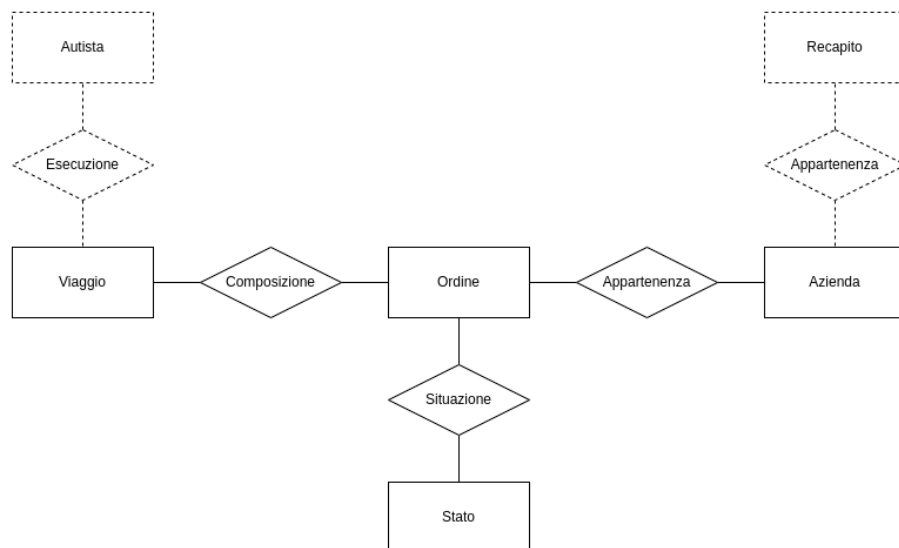 Autista
Recapito
Esecuzione
Appartenenza
Viaggio
Composizione
Ordine
Appartenenza
Azienda
Situazione
Stato